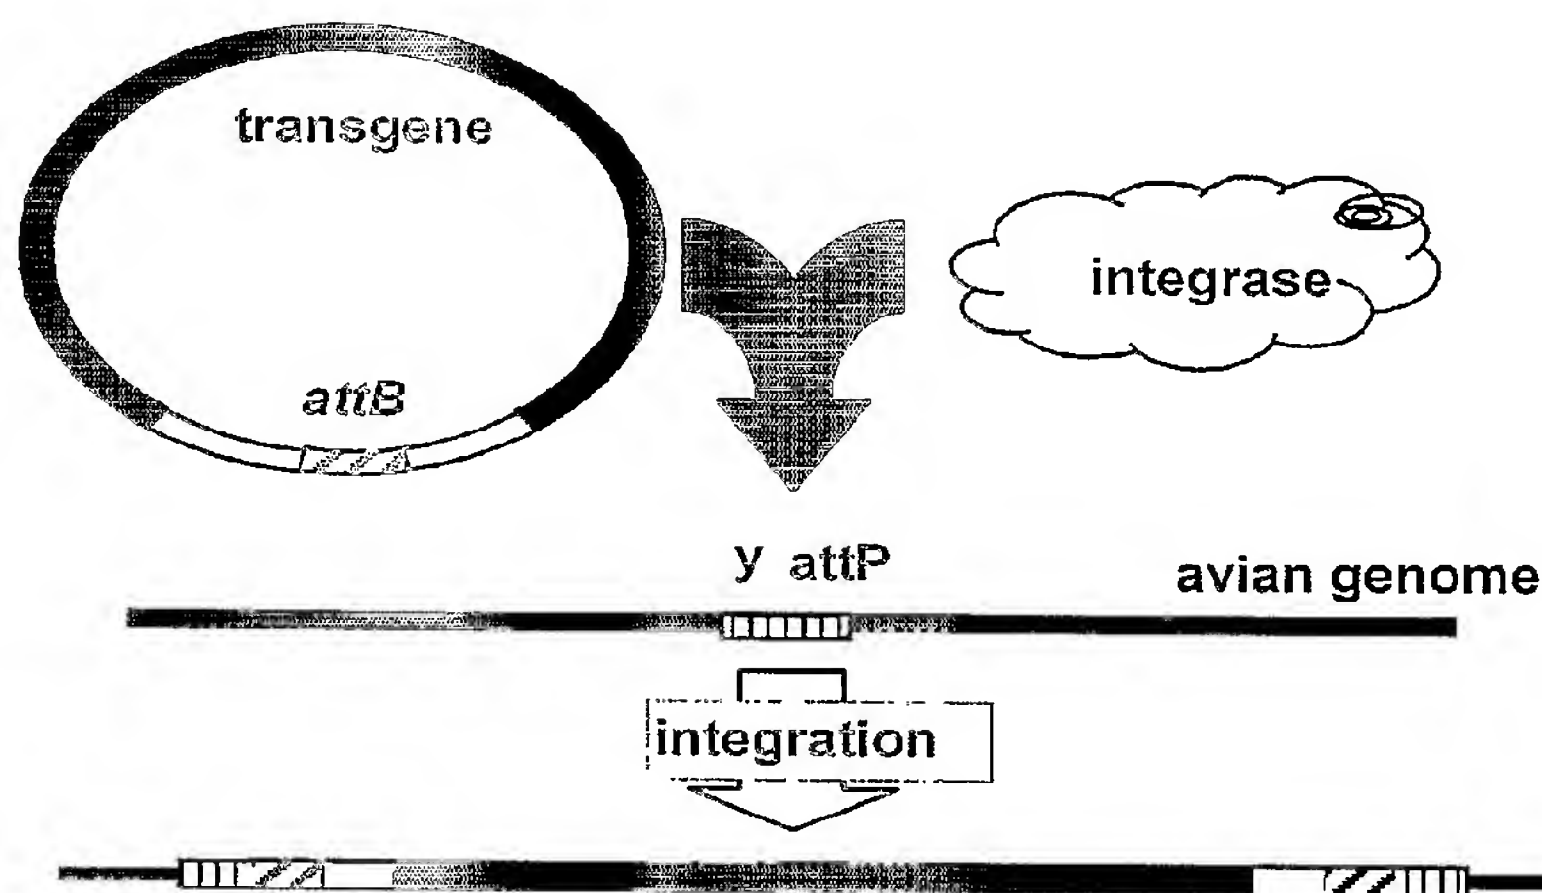 transgene
integrase
attB
y attP
avian genome
integration